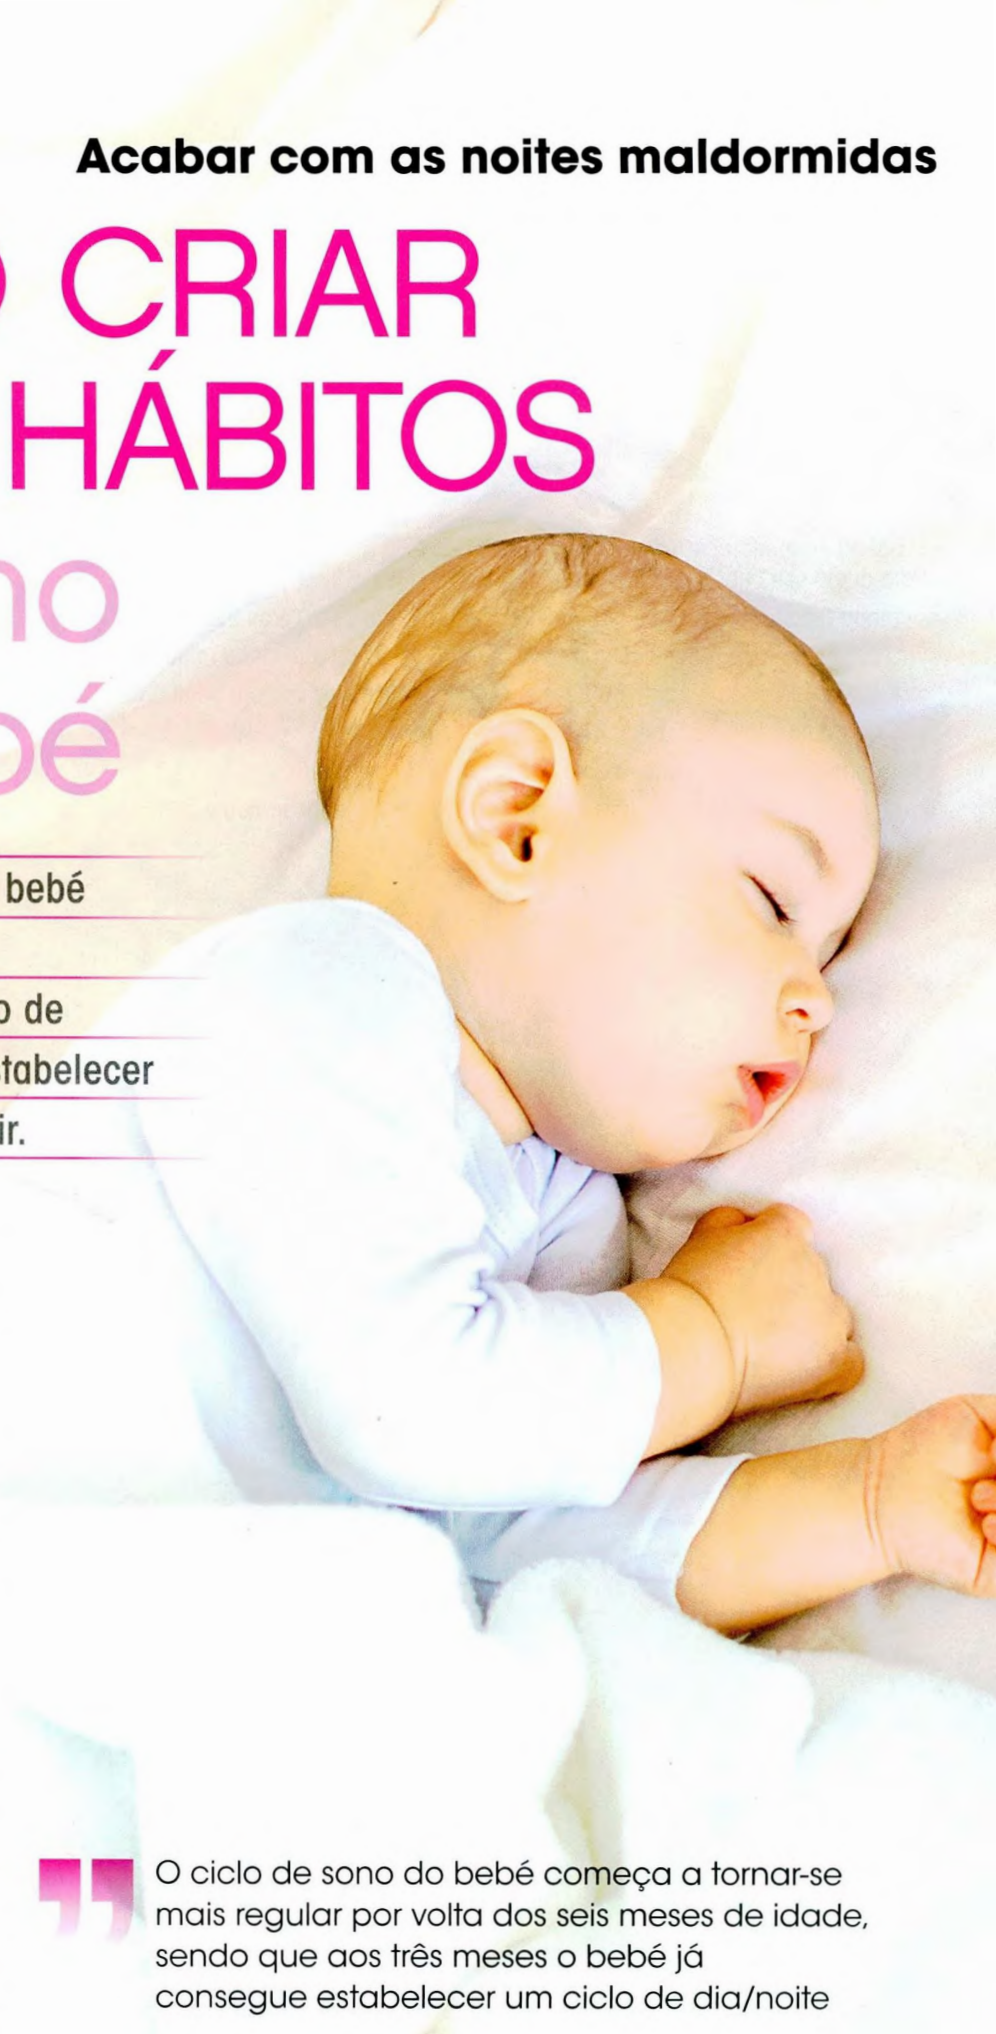 Acabar com as noites maldormidas
CRIAR
HÁBITOS
bebé
de
ir.
O ciclo de sono do bebé começa a tornar-se
mais regular por volta dos seis meses de idade,
sendo que aos três meses o bebé já
consegue estabelecer um ciclo de dia/noite